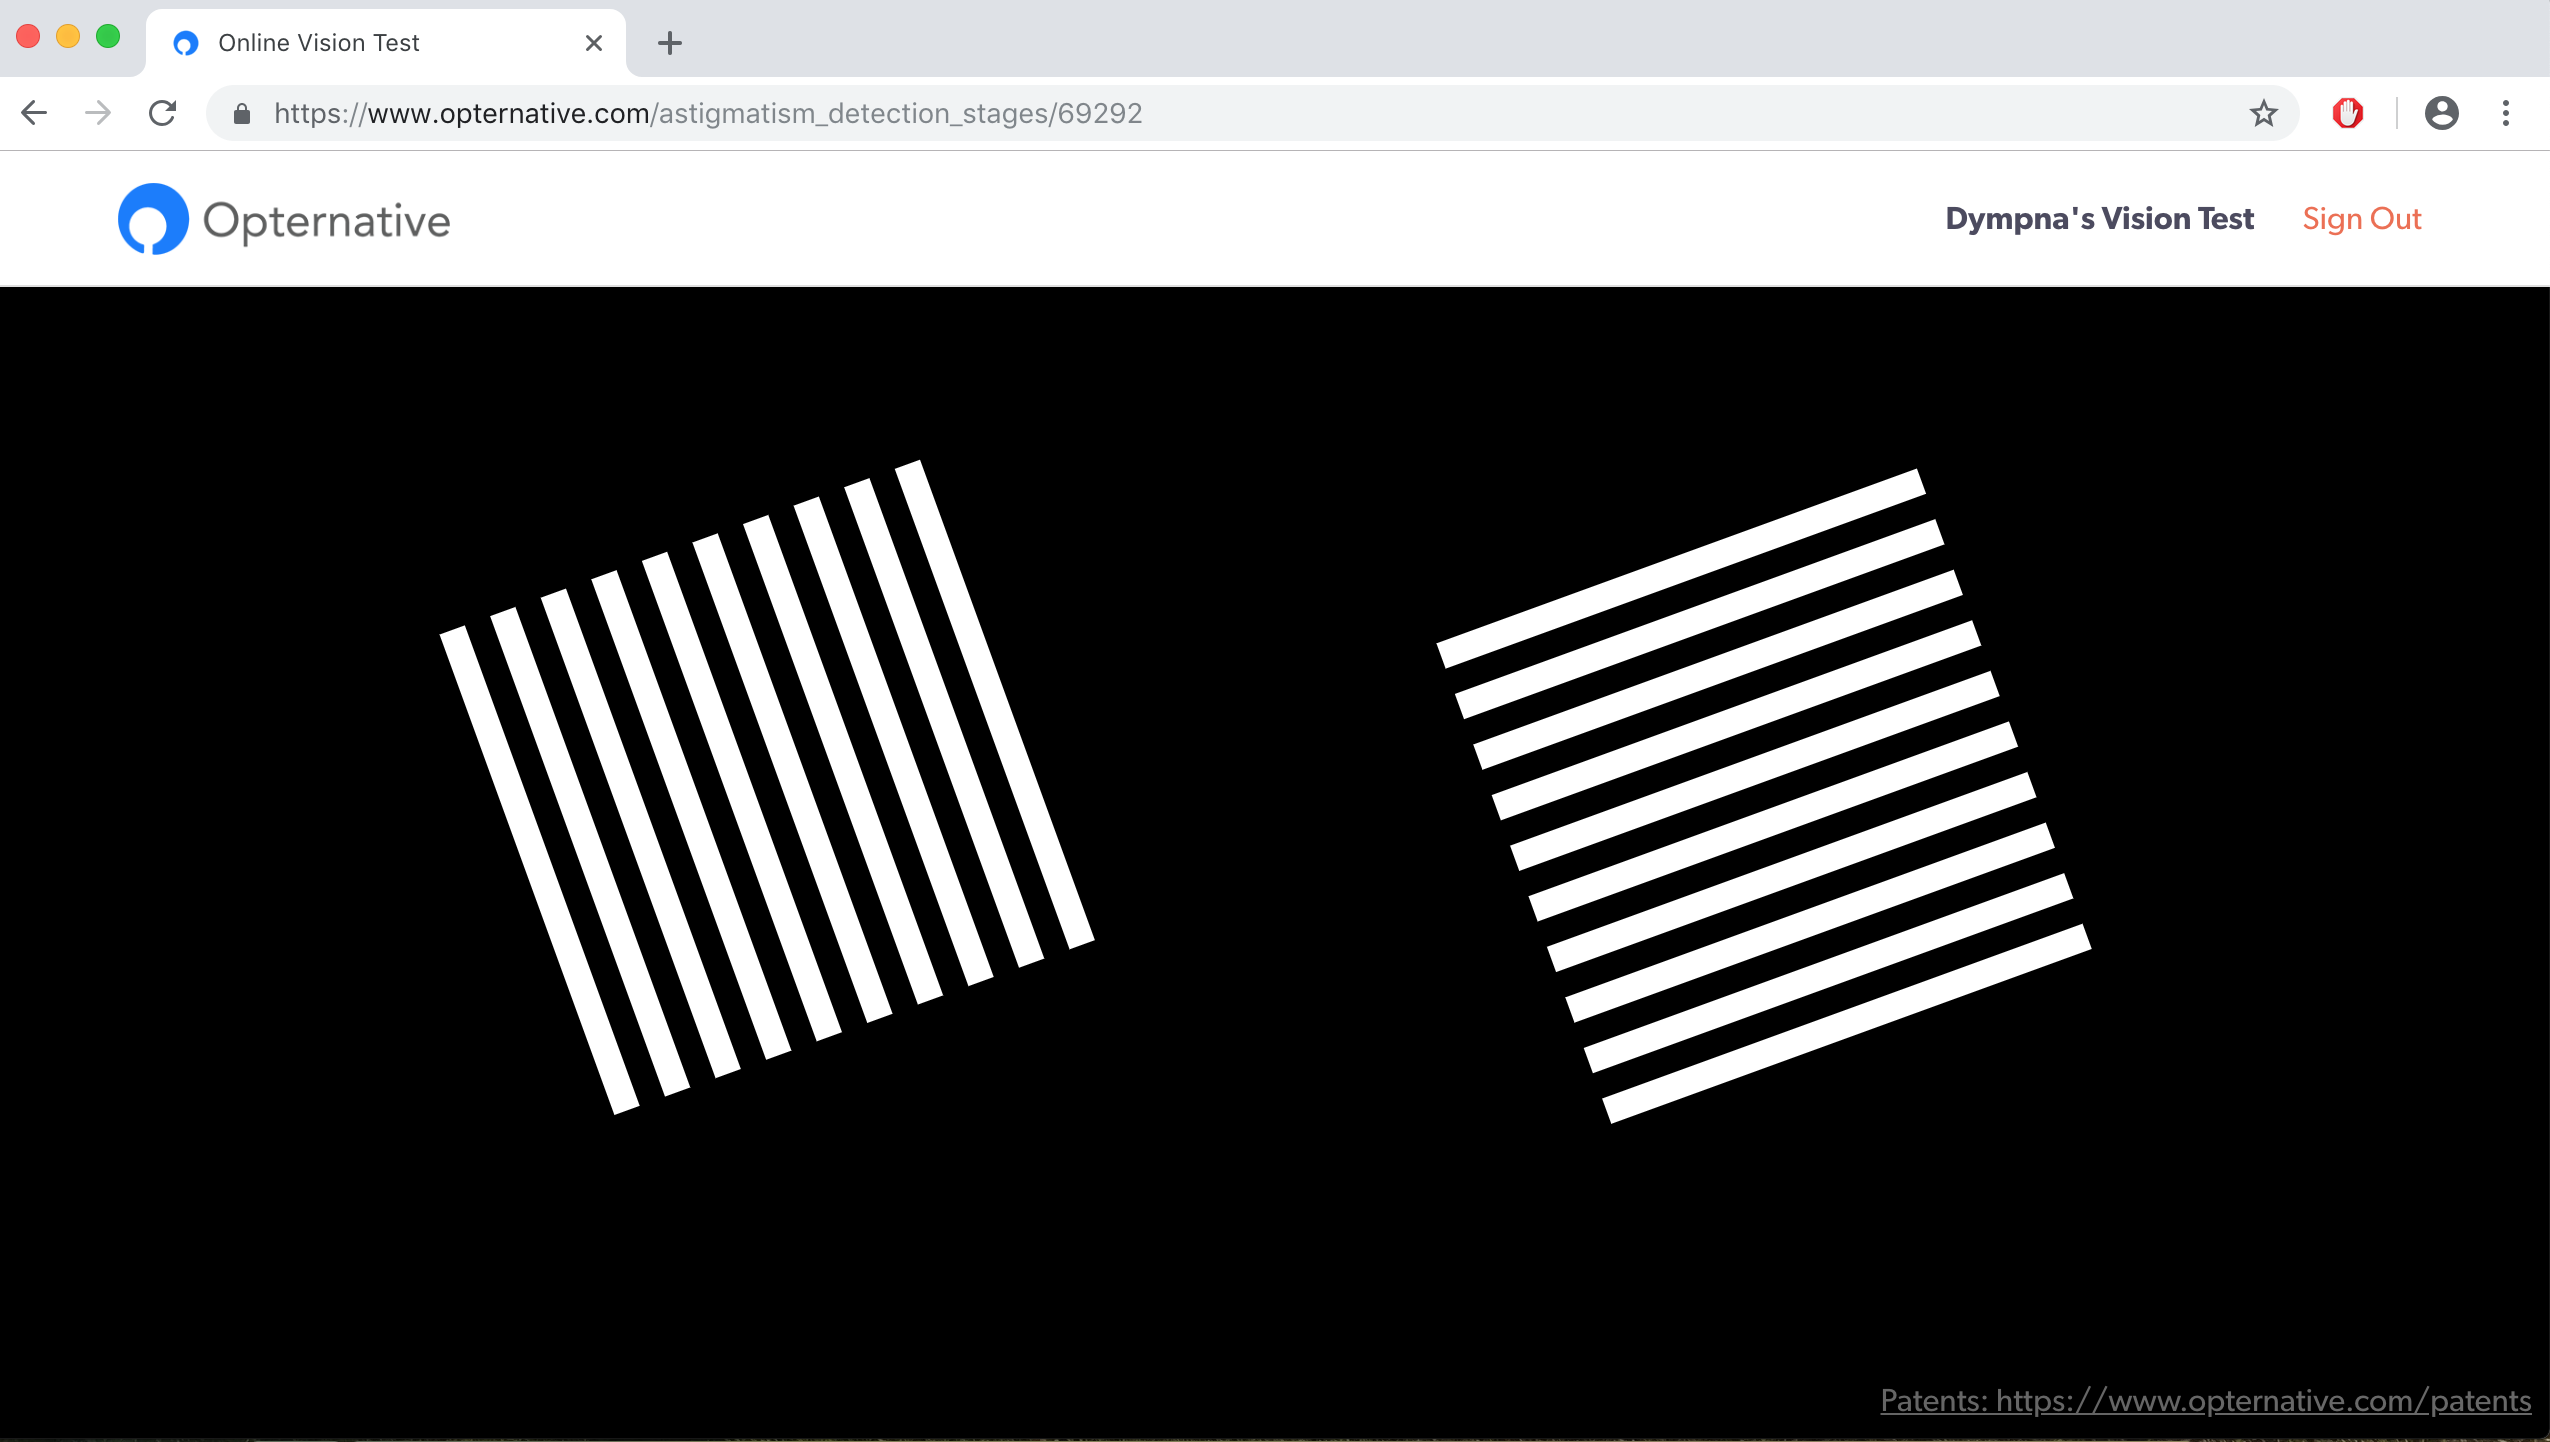 Online Vision Test
https://www.opternative.com/astigmatism_detection_stages/69292
Opternative
Dympna's Vision Test
Sign Out
Patents: https://www.opternative.com/patents